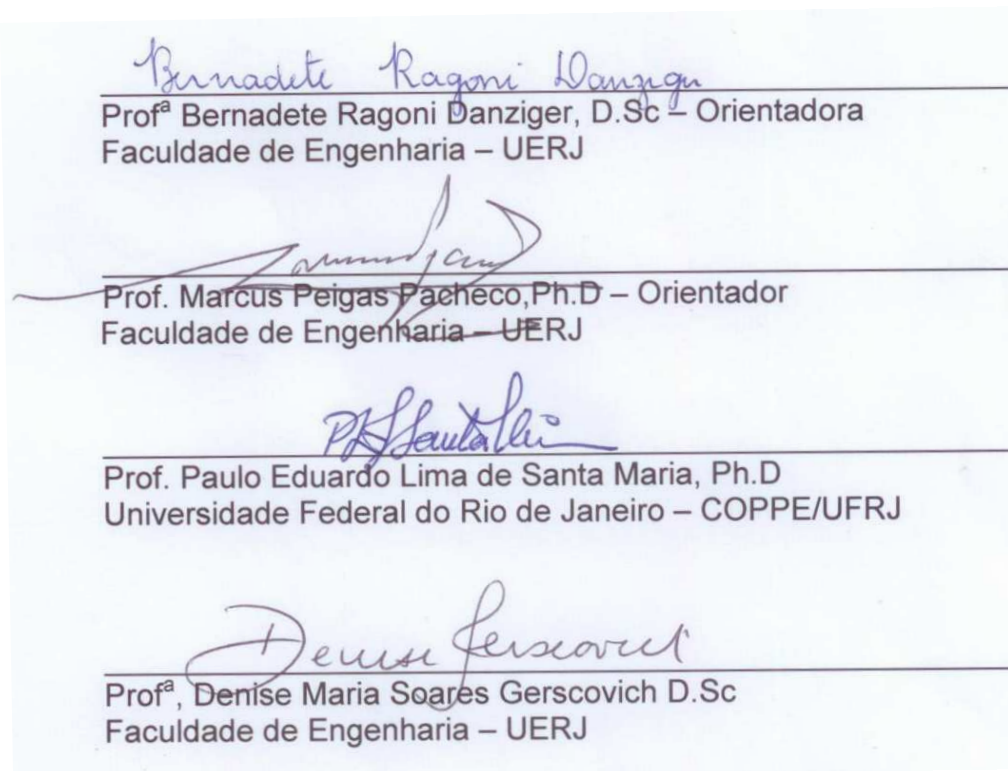 Bernadete Ragoni Danziger
Profª Bernadete Ragoni Danziger, D.Sc – Orientadora
Faculdade de Engenharia – UERJ
Prof. Marcus Peigas Pacheco,Ph.D – Orientador
Faculdade de Engenharia – UERJ
Prof. Paulo Eduardo Lima de Santa Maria, Ph.D
Universidade Federal do Rio de Janeiro – COPPE/UFRJ
Denise Gerscovich
Profª, Denise Maria Soares Gerscovich D.Sc
Faculdade de Engenharia – UERJ